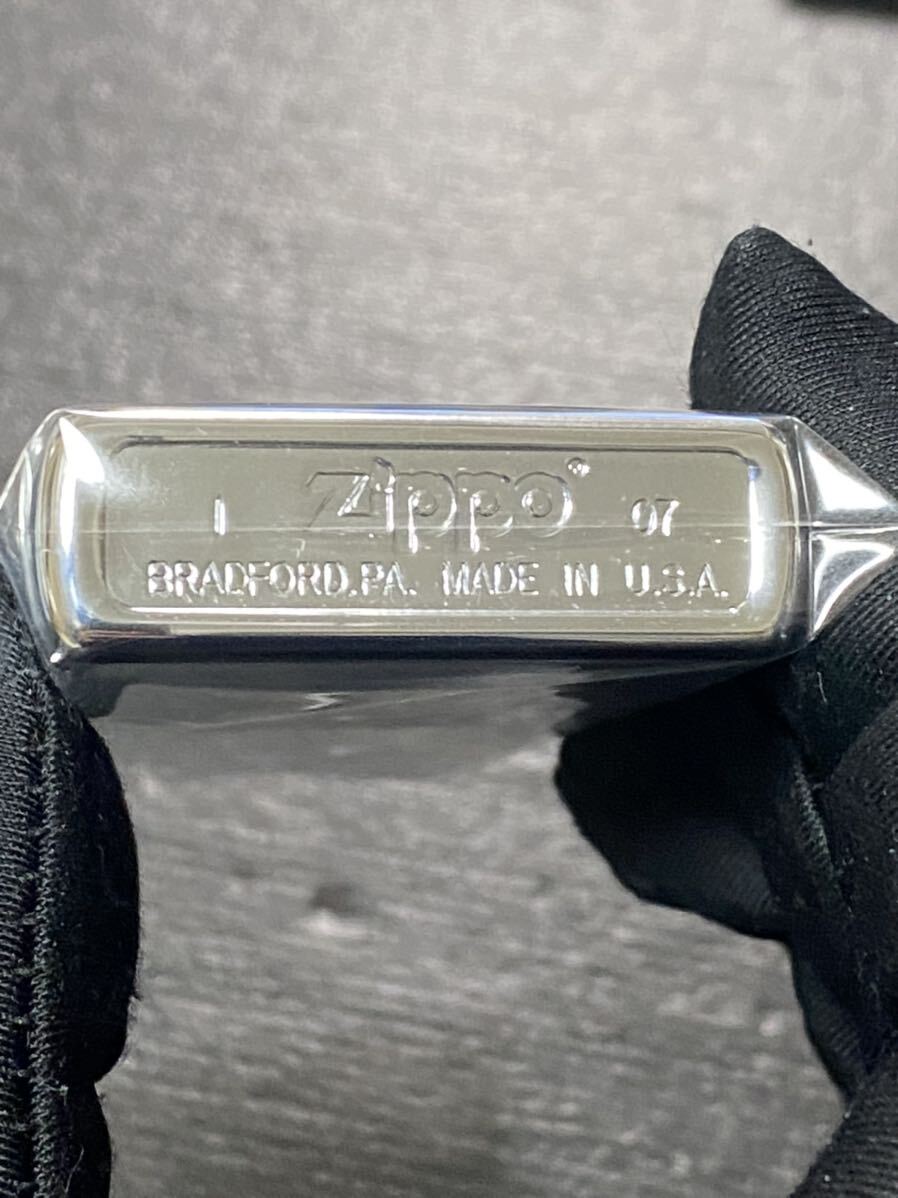 I Zippo® 07
BRADFORD,PA. MADE IN U.S.A.